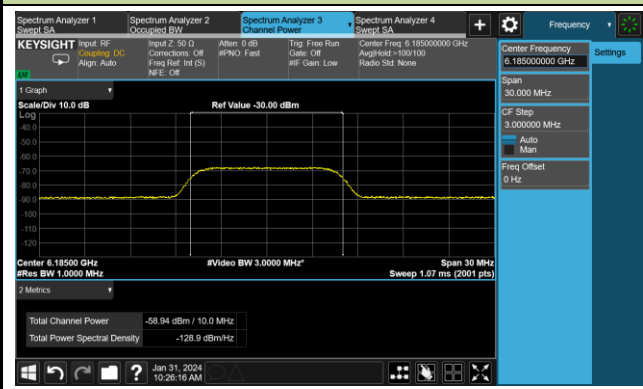 Spectrum Analyzer 1
Swept SA
Spectrum Analyzer 2
Occupied BW
Spectrum Analyzer 3
Channel Power
Spectrum Analyzer 4
Swept SA
+
Frequency
KEYSIGHT
Input: RF
Coupling: DC
Align: Auto
Input Z: 50 Ω
Corrections: Off
Freq Ref: Int (S)
NFE: Off
Atten: 0 dB
#PNO: Fast
Trig: Free Run
Gate: Off
#IF Gain: Low
Center Freq: 6.185000000 GHz
Avg|Hold:>100/100
Radio Std: None
Center Frequency
6.185000000 GHz
Settings
Span
30.000 MHz
CF Step
3.000000 MHz
Auto
Man
Freq Offset
0 Hz
1 Graph
Scale/Div 10.0 dB
Ref Value -30.00 dBm
Log
-40.0
-50.0
-60.0
-70.0
-80.0
-90.0
-100
-110
-120
Center 6.18500 GHz
#Video BW 3.0000 MHz*
Span 30 MHz
#Res BW 1.0000 MHz
Sweep 1.07 ms (2001 pts)
2 Metrics
Total Channel Power
-58.94 dBm / 10.0 MHz
Total Power Spectral Density
-128.9 dBm/Hz
?
Jan 31, 2024
10:26:16 AM